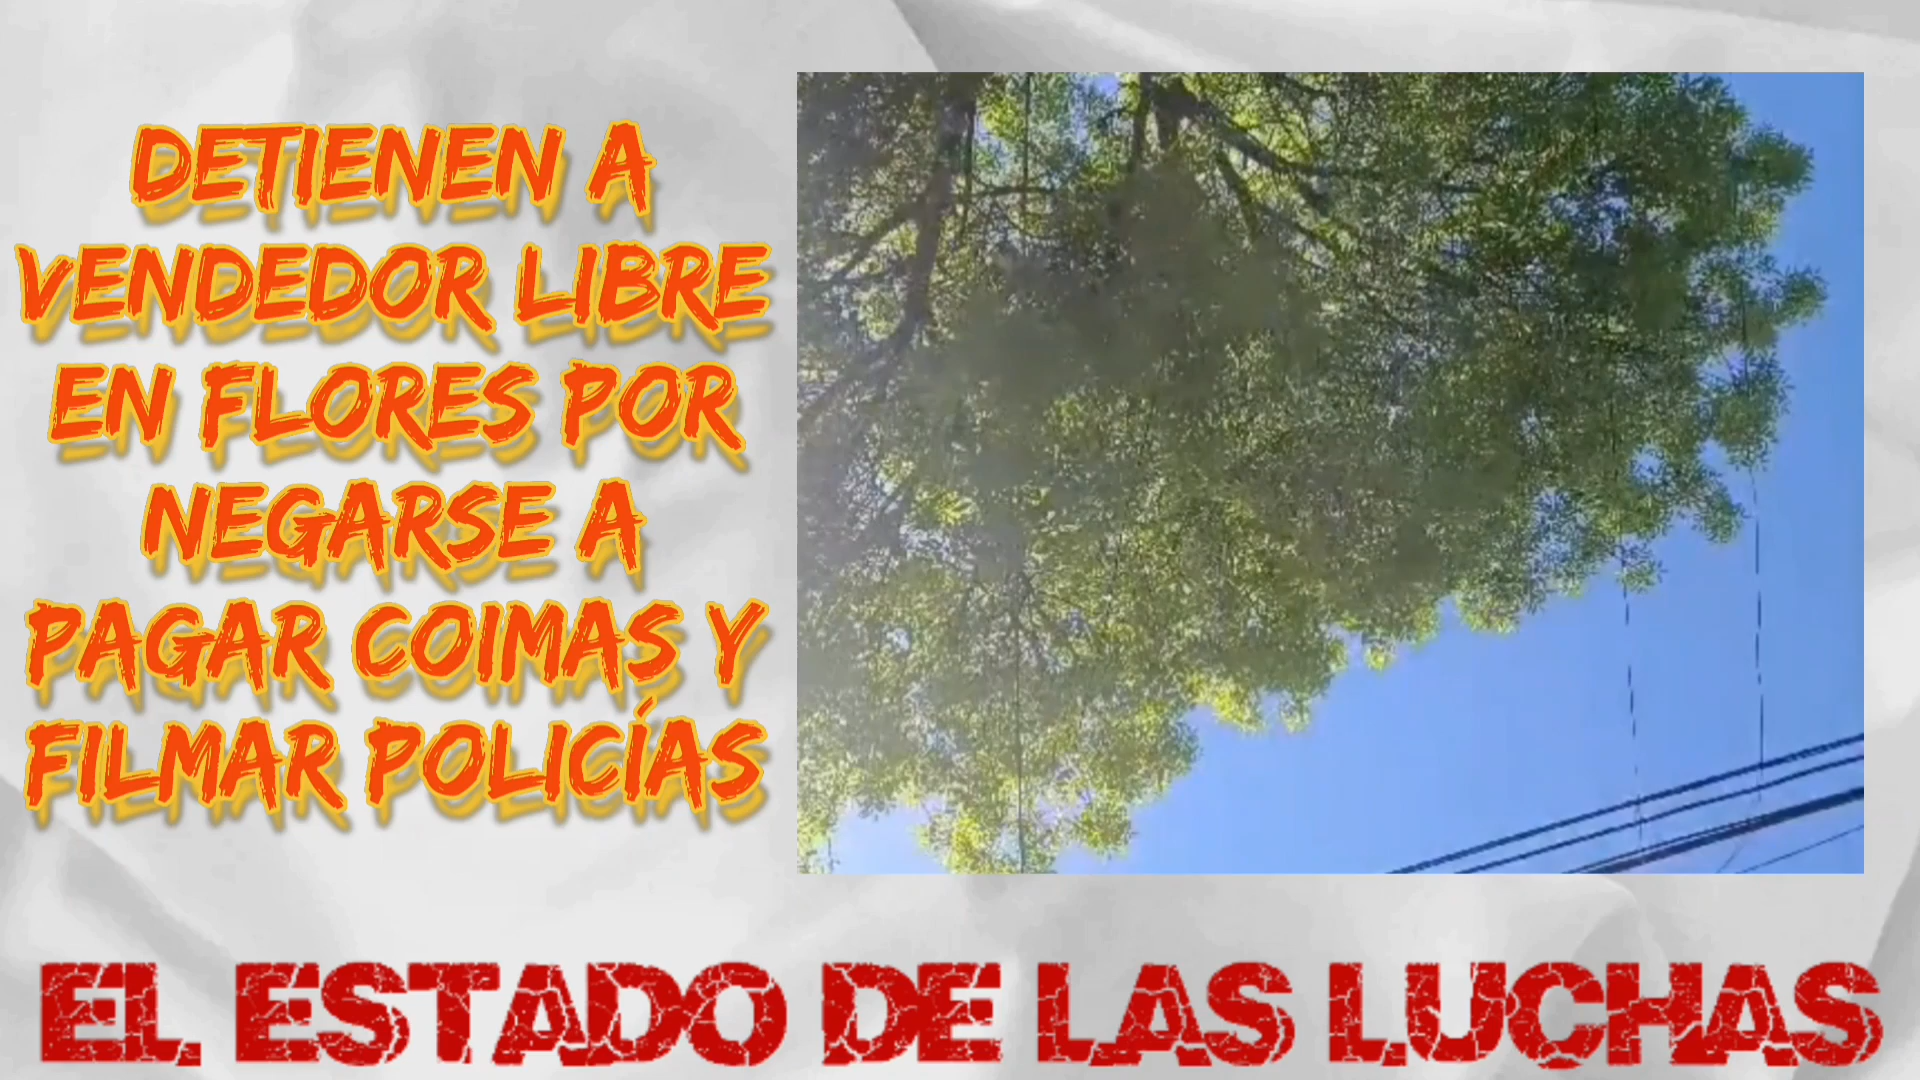 DETIENEN A
VENDEDOR LIBRE
EN FLORES POR
NEGARSE A
PAGAR COIMAS Y
FILMAR POLICÍAS
EL ESTADO DE LAS LUCHAS